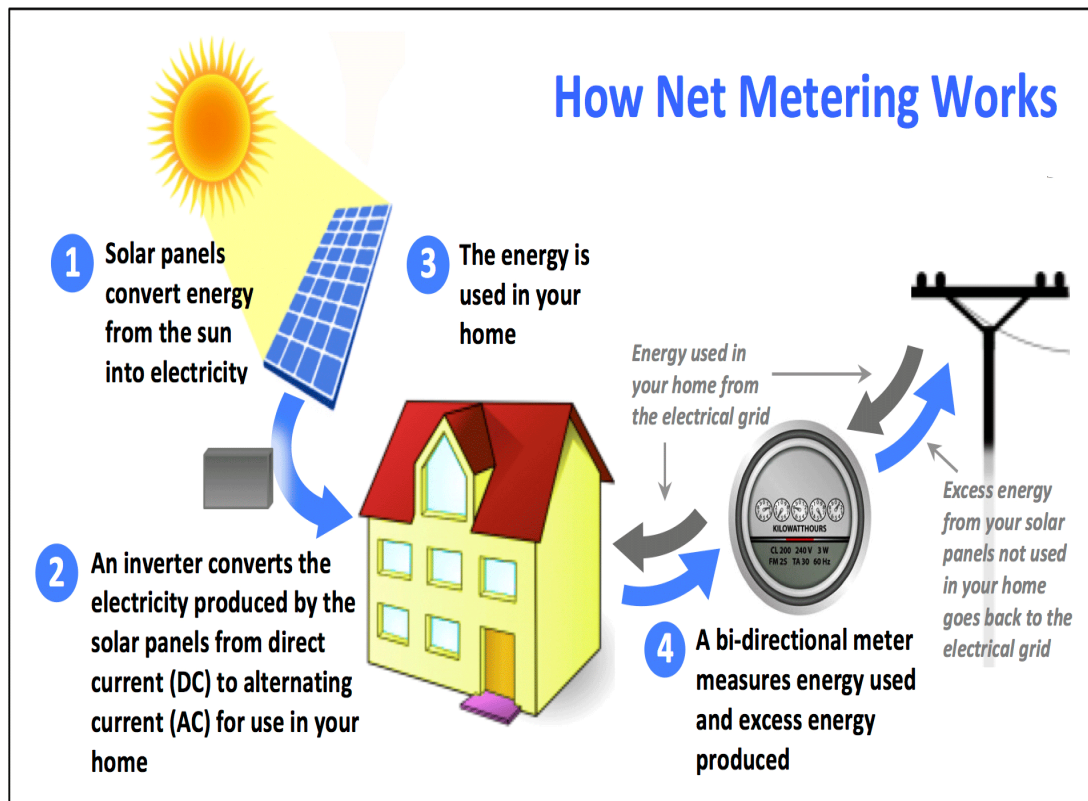 How Net Metering Works
1
Solar panels
convert energy
from the sun
into electricity
3
The energy is
used in your
home
Energy used in
your home from
the electrical grid
2
An inverter converts the
electricity produced by the
solar panels from direct
current (DC) to alternating
current (AC) for use in your
home
KILOWATTHOURS
CL 200 240 V 3 W
FM 25 TA 30 60 Hz
4
A bi-directional meter
measures energy used
and excess energy
produced
Excess energy
from your solar
panels not used
in your home
goes back to the
electrical grid